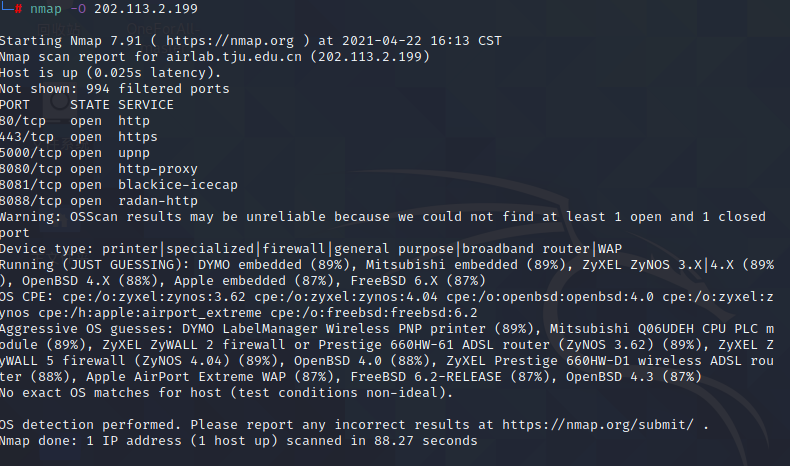 └─# nmap -O 202.113.2.199
Starting Nmap 7.91 ( https://nmap.org ) at 2021-04-22 16:13 CST
Nmap scan report for airlab.tju.edu.cn (202.113.2.199)
Host is up (0.025s latency).
Not shown: 994 filtered ports
PORT     STATE SERVICE
80/tcp   open  http
443/tcp  open  https
5000/tcp open  upnp
8080/tcp open  http-proxy
8081/tcp open  blackice-icecap
8088/tcp open  radan-http
Warning: OSScan results may be unreliable because we could not find at least 1 open and 1 closed
port
Device type: printer|specialized|firewall|general purpose|broadband router|WAP
Running (JUST GUESSING): DYMO embedded (89%), Mitsubishi embedded (89%), ZyXEL ZyNOS 3.X|4.X (89%
), OpenBSD 4.X (88%), Apple embedded (87%), FreeBSD 6.X (87%)
OS CPE: cpe:/o:zyxel:zynos:3.62 cpe:/o:zyxel:zynos:4.04 cpe:/o:openbsd:openbsd:4.0 cpe:/o:zyxel:z
ynos cpe:/h:apple:airport_extreme cpe:/o:freebsd:freebsd:6.2
Aggressive OS guesses: DYMO LabelManager Wireless PNP printer (89%), Mitsubishi Q06UDEH CPU PLC m
odule (89%), ZyXEL ZyWALL 2 firewall or Prestige 660HW-61 ADSL router (ZyNOS 3.62) (89%), ZyXEL Z
yWALL 5 firewall (ZyNOS 4.04) (89%), OpenBSD 4.0 (88%), ZyXEL Prestige 660HW-D1 wireless ADSL rou
ter (88%), Apple AirPort Extreme WAP (87%), FreeBSD 6.2-RELEASE (87%), OpenBSD 4.3 (87%)
No exact OS matches for host (test conditions non-ideal).
OS detection performed. Please report any incorrect results at https://nmap.org/submit/ .
Nmap done: 1 IP address (1 host up) scanned in 88.27 seconds